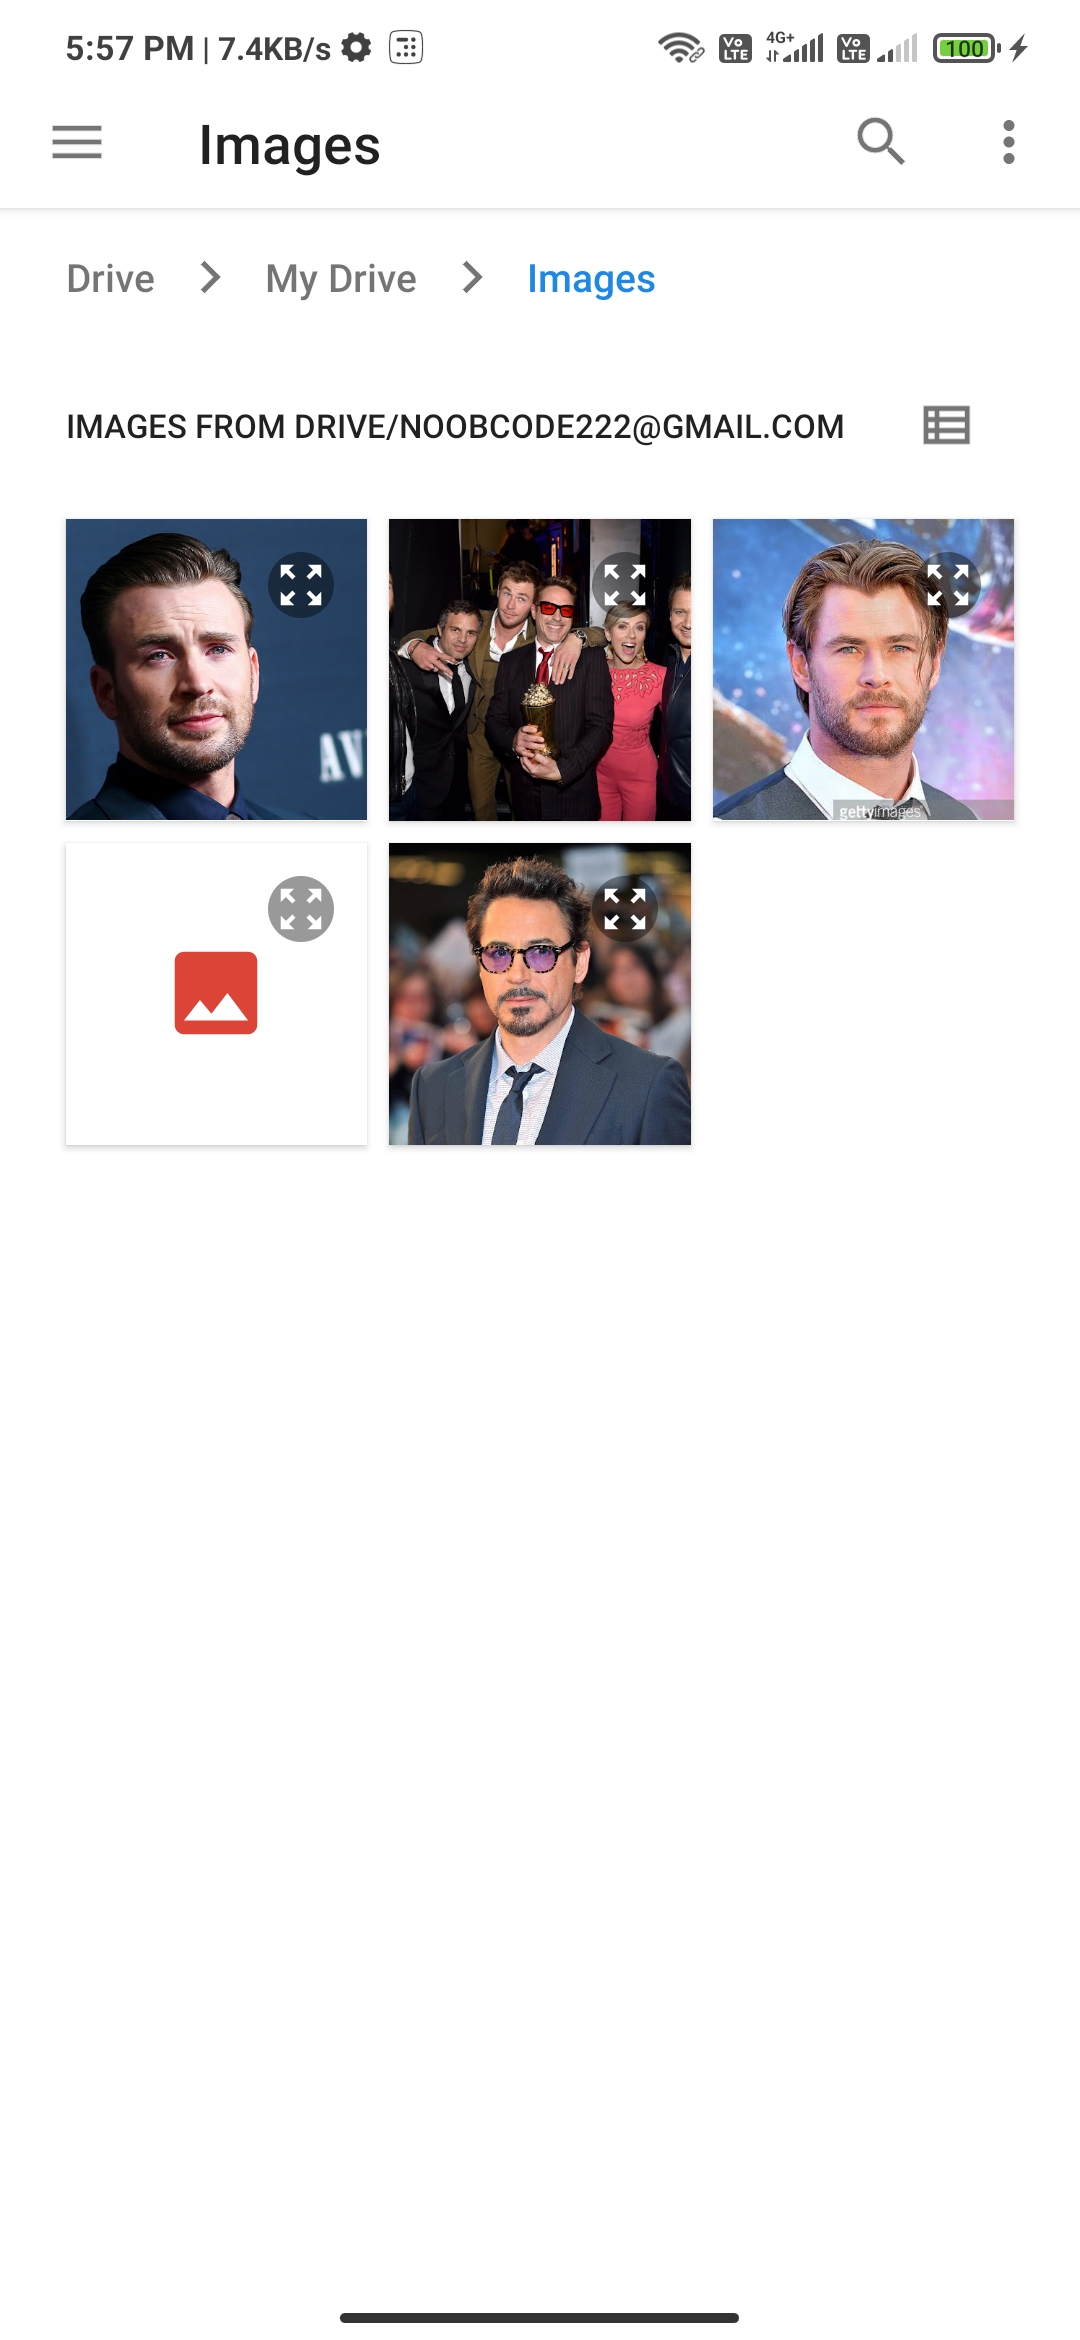 5:57 PM | 7.4KB/s
Vo LTE 4G+ Vo LTE 100
Images
Drive My Drive Images
IMAGES FROM DRIVE/NOOBCODE222@GMAIL.COM
AV
gettyimages